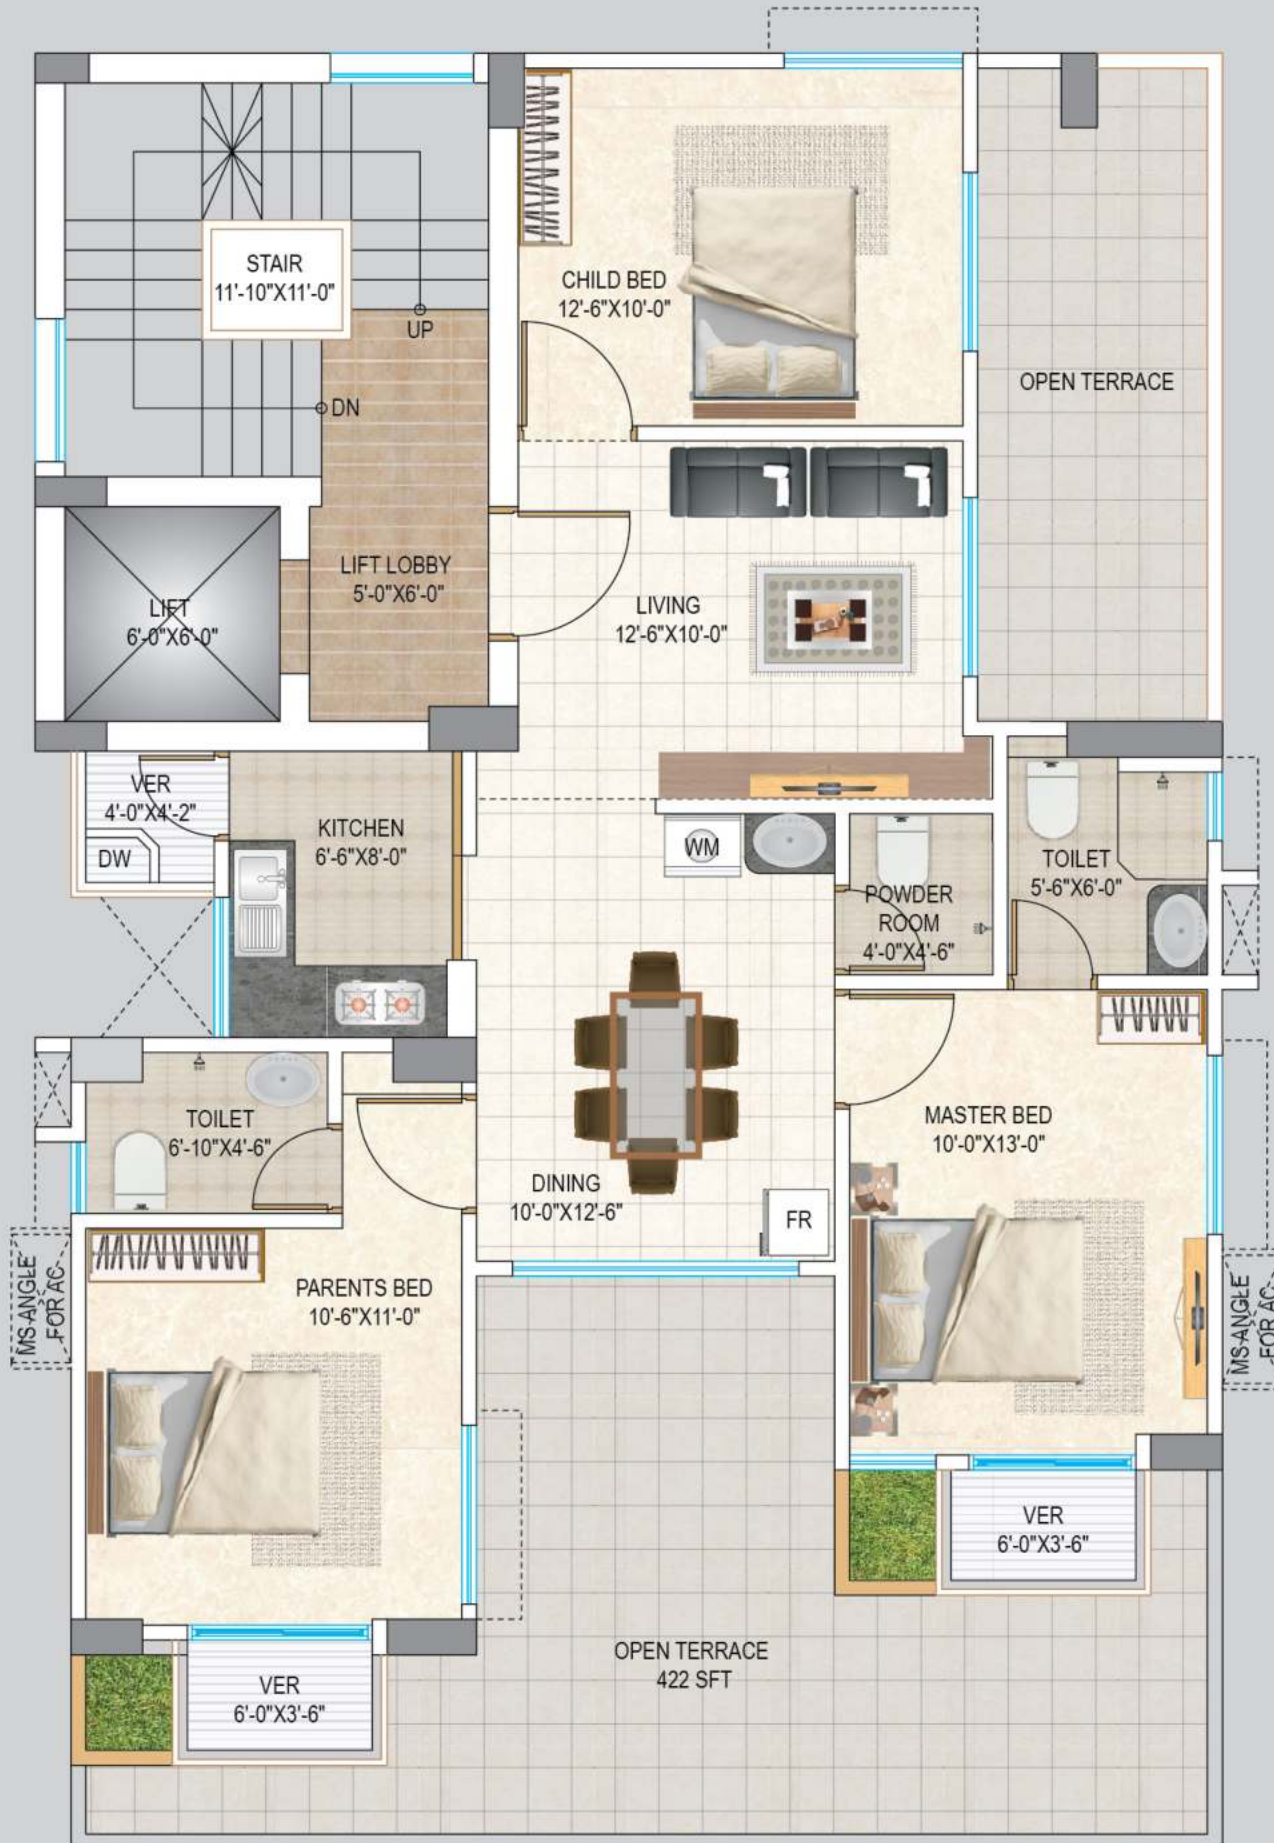 STAIR
11'-10"X11'-0"
UP
DN
CHILD BED
12'-6"X10'-0"
OPEN TERRACE
LIFT LOBBY
5'-0"X6'-0"
LIFT
6'-0"X6'-0"
LIVING
12'-6"X10'-0"
VER
4'-0"X4'-2"
DW
KITCHEN
6'-6"X8'-0"
WM
POWDER
ROOM
4'-0"X4'-6"
TOILET
5'-6"X6'-0"
TOILET
6'-10"X4'-6"
MASTER BED
10'-0"X13'-0"
DINING
10'-0"X12'-6"
FR
MS ANGLE
FOR AC
PARENTS BED
10'-6"X11'-0"
MS ANGLE
FOR AC
VER
6'-0"X3'-6"
OPEN TERRACE
422 SFT
VER
6'-0"X3'-6"